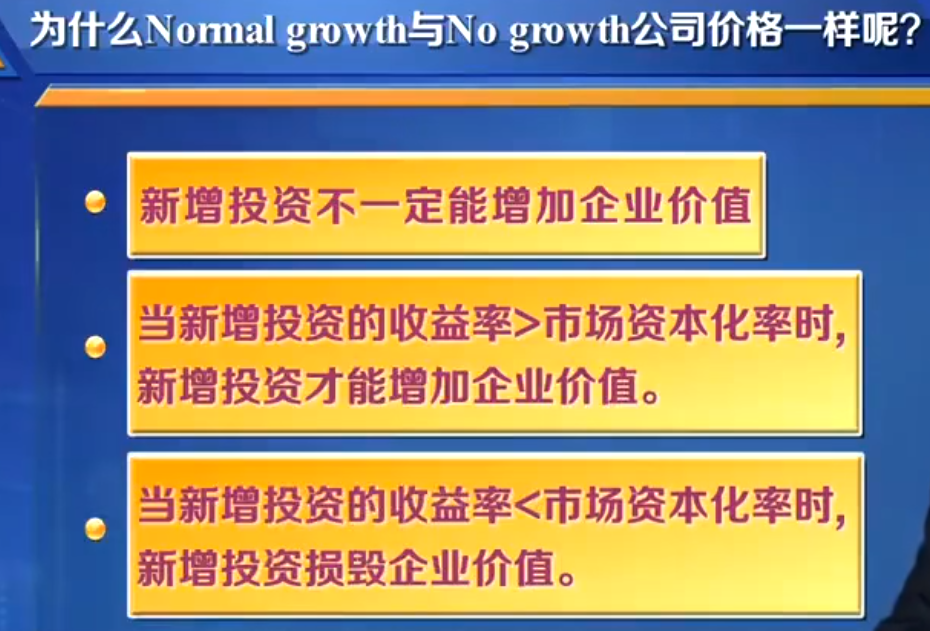 为什么Normal growth与No growth公司价格一样呢?
新增投资不一定能增加企业价值
当新增投资的收益率>市场资本化率时,
新增投资才能增加企业价值。
当新增投资的收益率<市场资本化率时,
新增投资损毁企业价值。